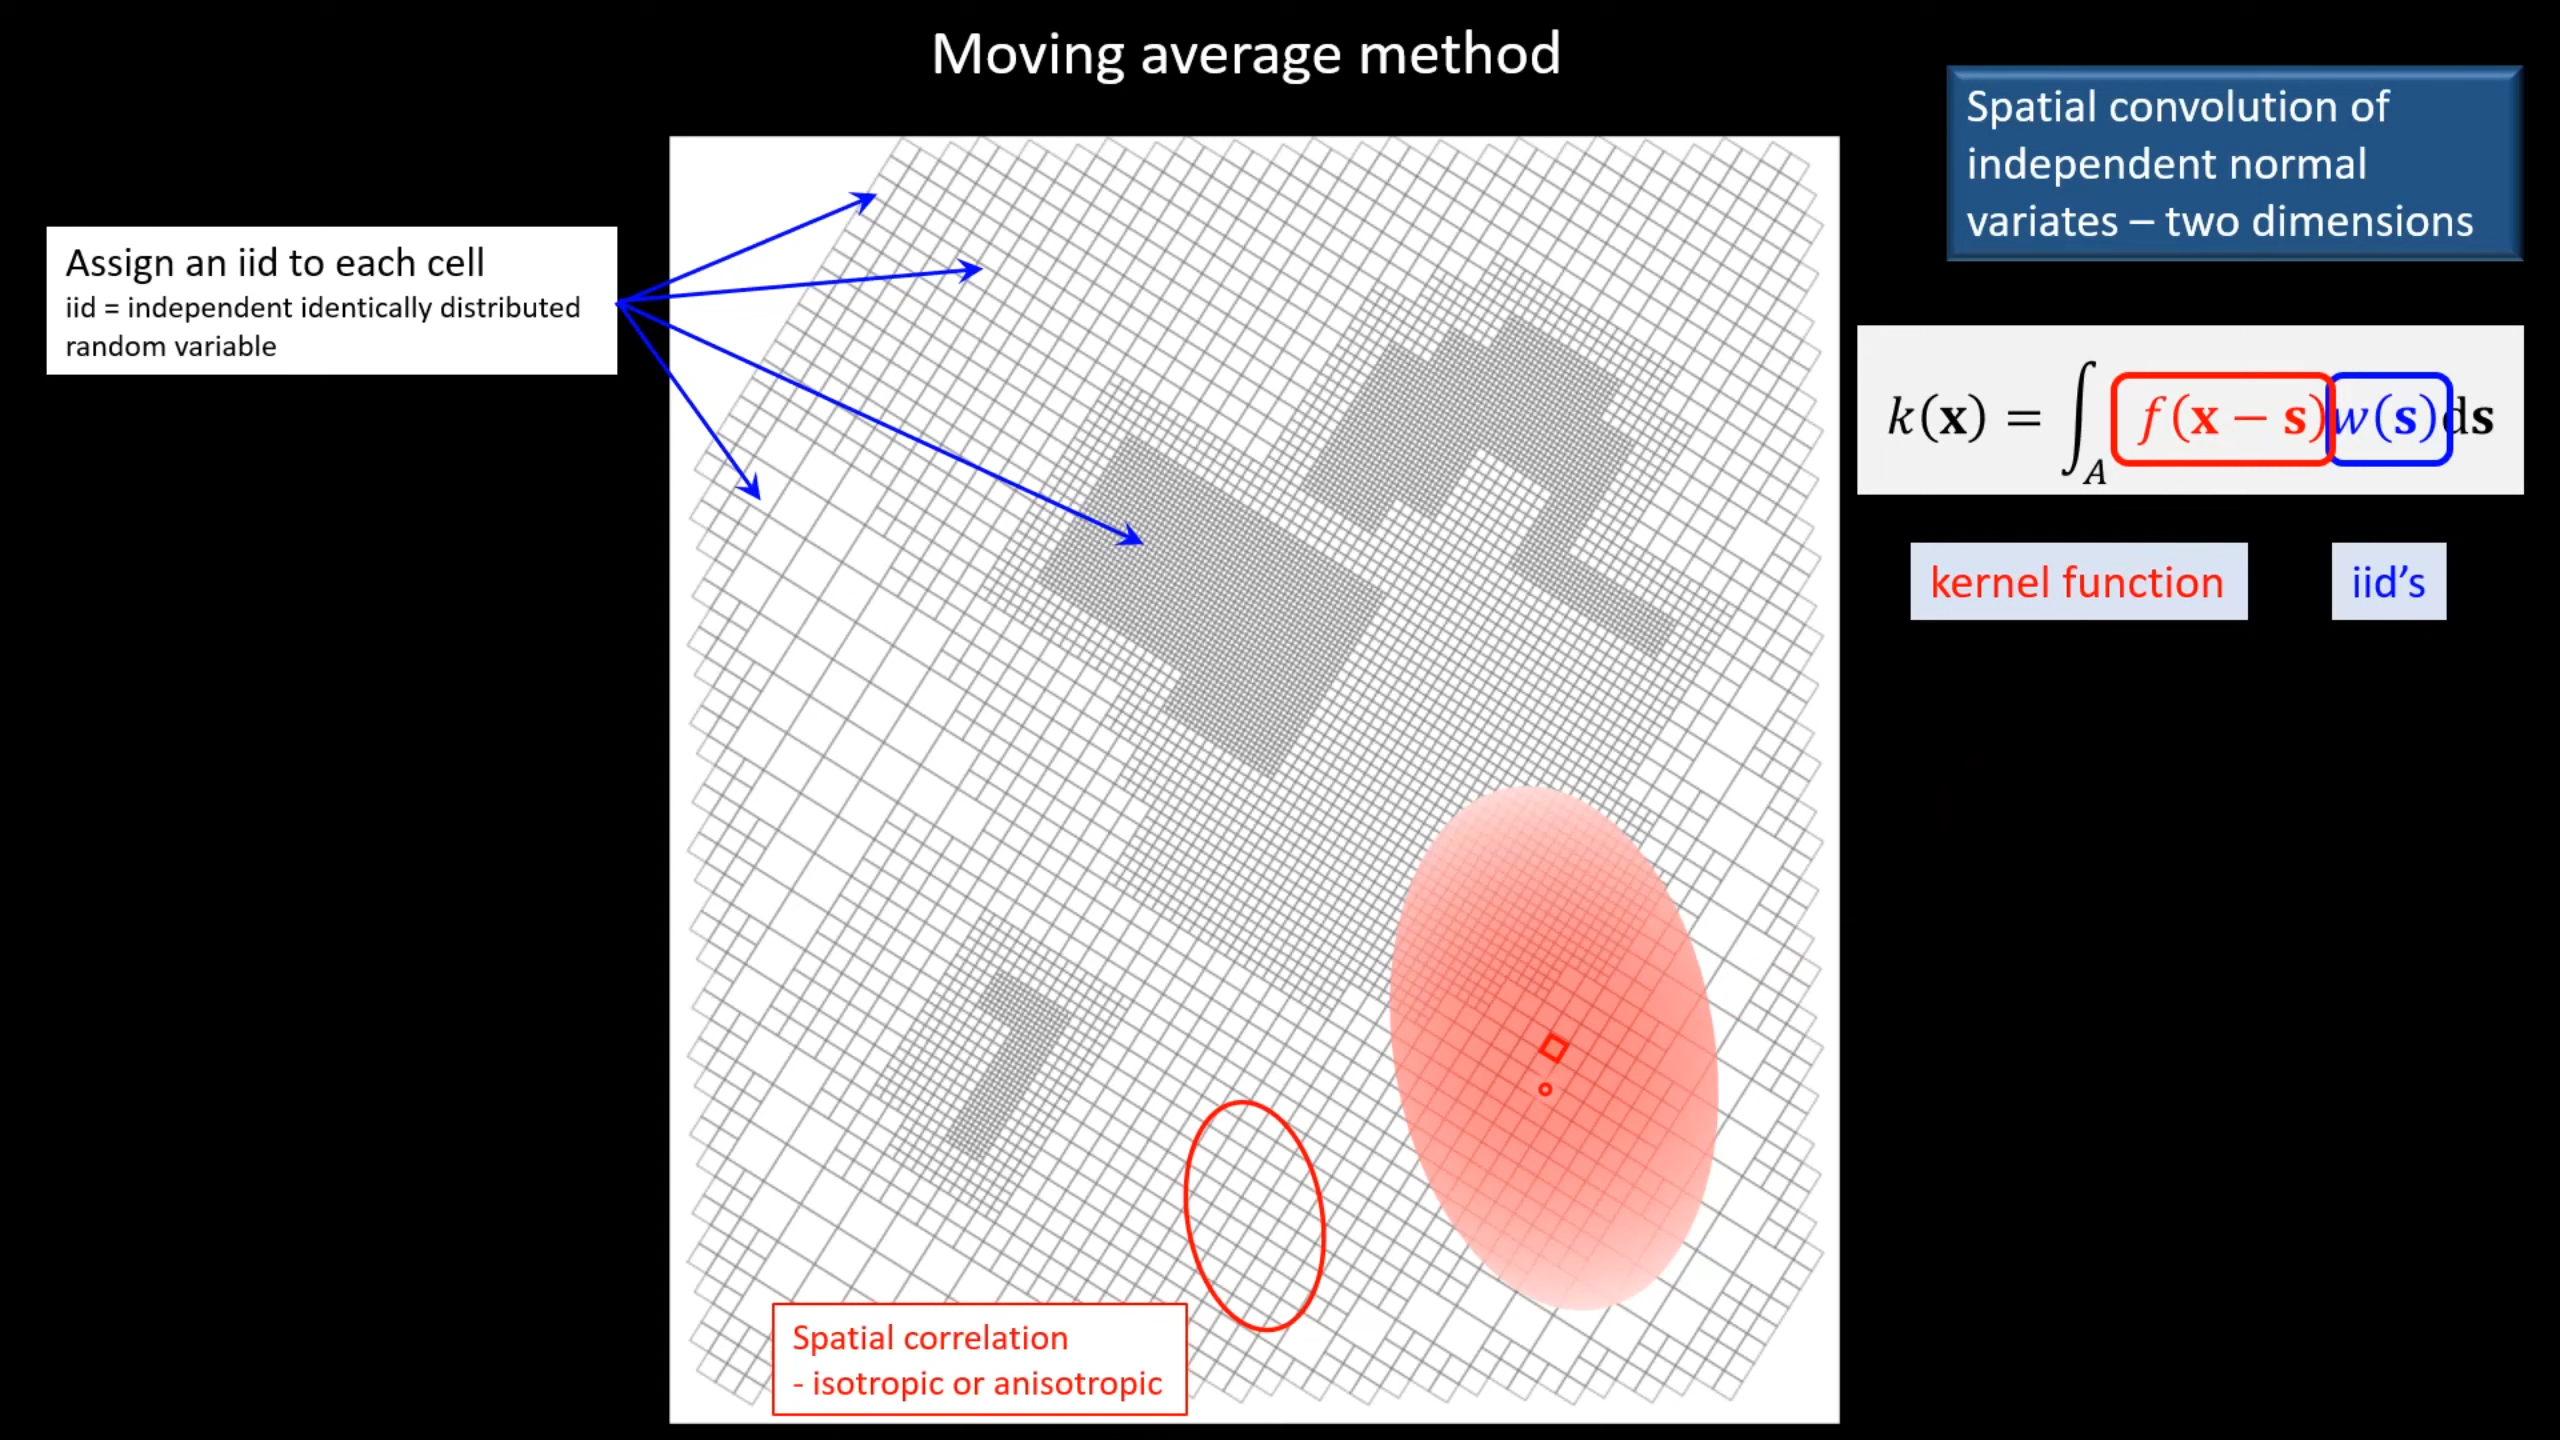 Moving average method
Spatial convolution of
independent normal
variates – two dimensions
Assign an iid to each cell
iid = independent identically distributed
random variable
k(x) = ∫_A f(x − s)w(s)ds
kernel function
iid's
Spatial correlation
- isotropic or anisotropic